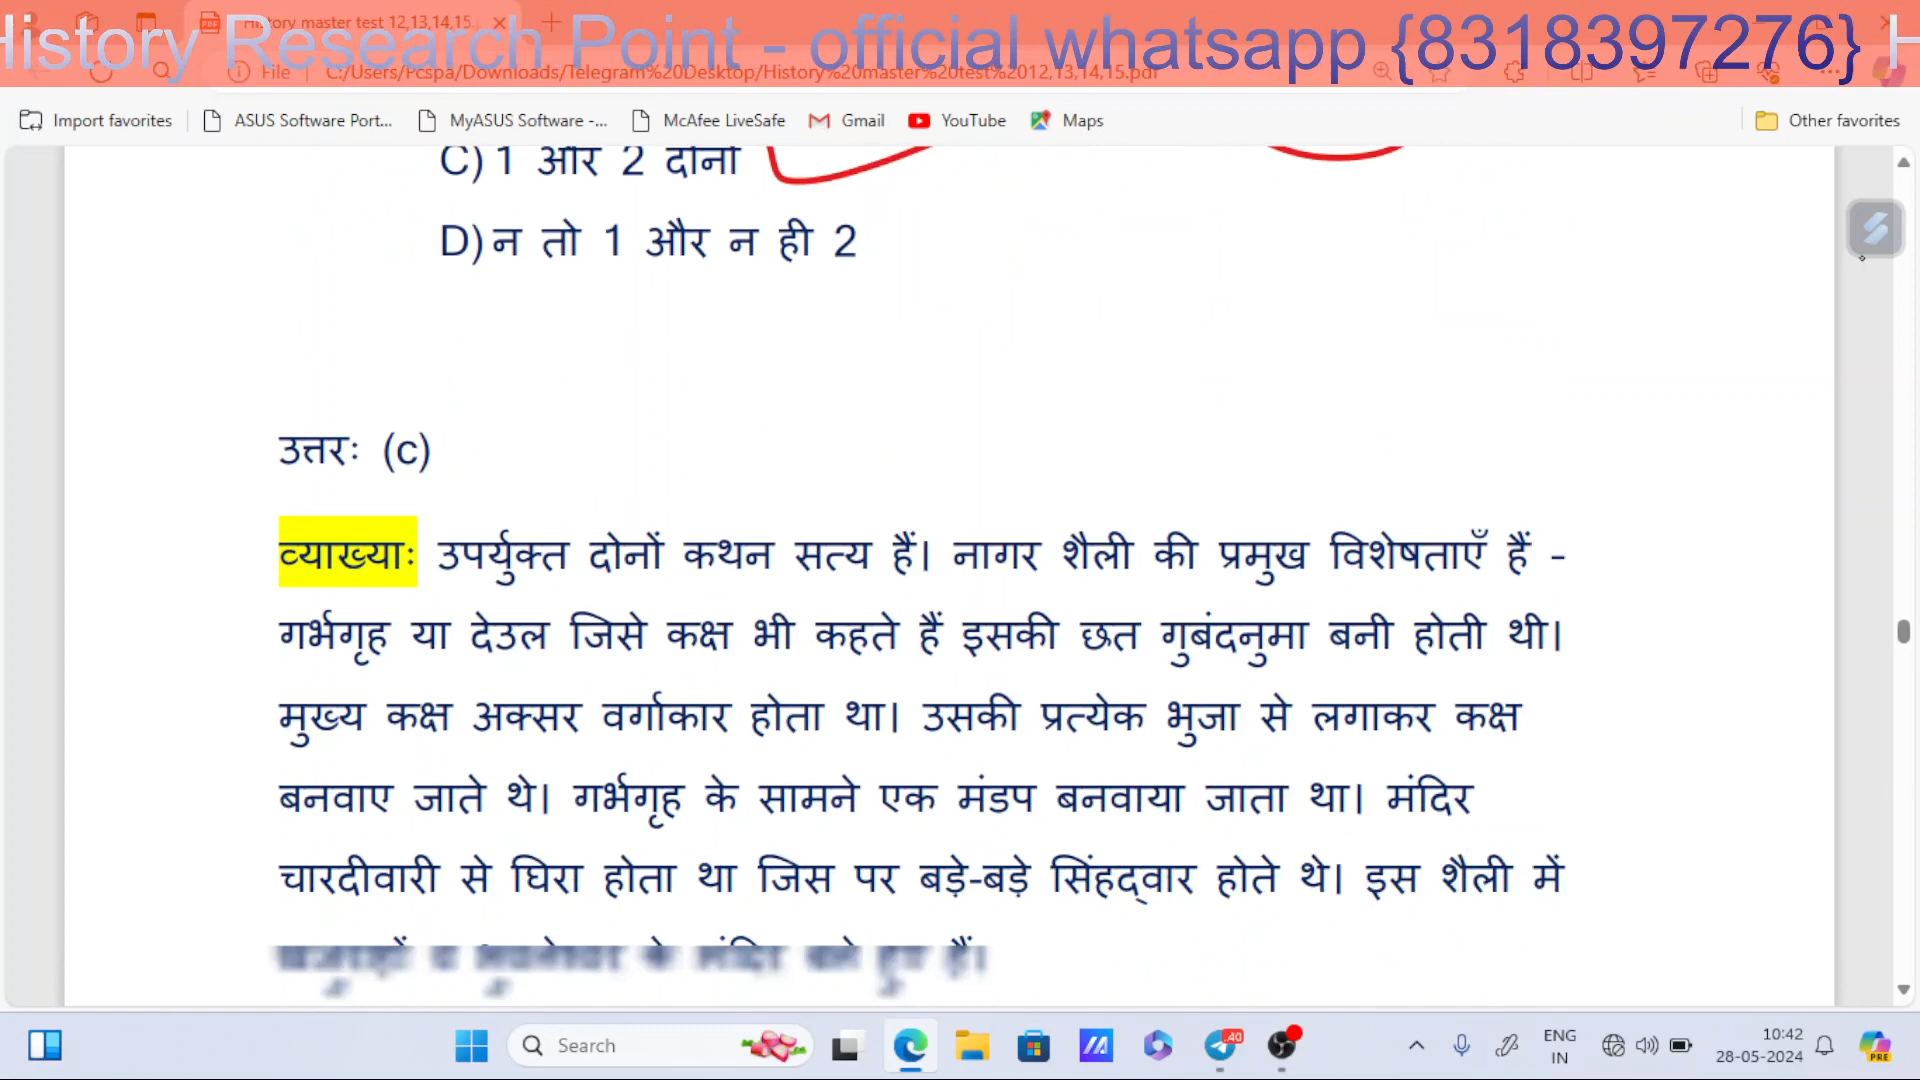 History Research Point - official whatsapp {8318397276} H
History master test 12,13,14,15.
File C:/Users/Pcspa/Downloads/Telegram%20Desktop/History%20master%20test%2012,13,14,15.pdf
Import favorites ASUS Software Port... MyASUS Software -... McAfee LiveSafe Gmail YouTube Maps Other favorites
C) 1 और 2 दोनों
D) न तो 1 और न ही 2
उत्तरः (c)
व्याख्याः उपर्युक्त दोनों कथन सत्य हैं। नागर शैली की प्रमुख विशेषताएँ हैं -
गर्भगृह या देउल जिसे कक्ष भी कहते हैं इसकी छत गुबंदनुमा बनी होती थी।
मुख्य कक्ष अक्सर वर्गाकार होता था। उसकी प्रत्येक भुजा से लगाकर कक्ष
बनवाए जाते थे। गर्भगृह के सामने एक मंडप बनवाया जाता था। मंदिर
चारदीवारी से घिरा होता था जिस पर बड़े-बड़े सिंहद्वार होते थे। इस शैली में
के मंदिर बने हुए हैं।
Search
40
ENG
IN
10:42
28-05-2024
PRE